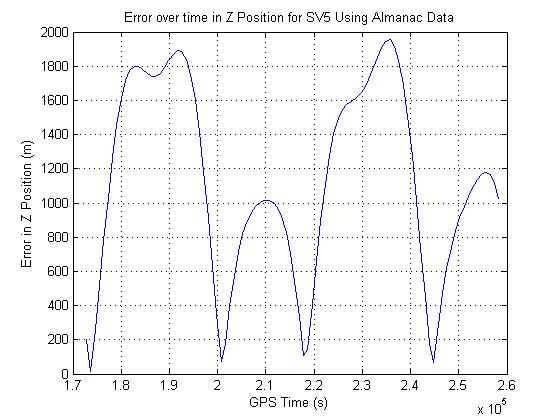 Error over time in Z Position for SV5 Using Almanac Data
2000
1800
1600
1400
1200
1000
800
600
400
200
0
Error in Z Position (m)
1.7 1.8 1.9 2 2.1 2.2 2.3 2.4 2.5 2.6
GPS Time (s)
x 10^5